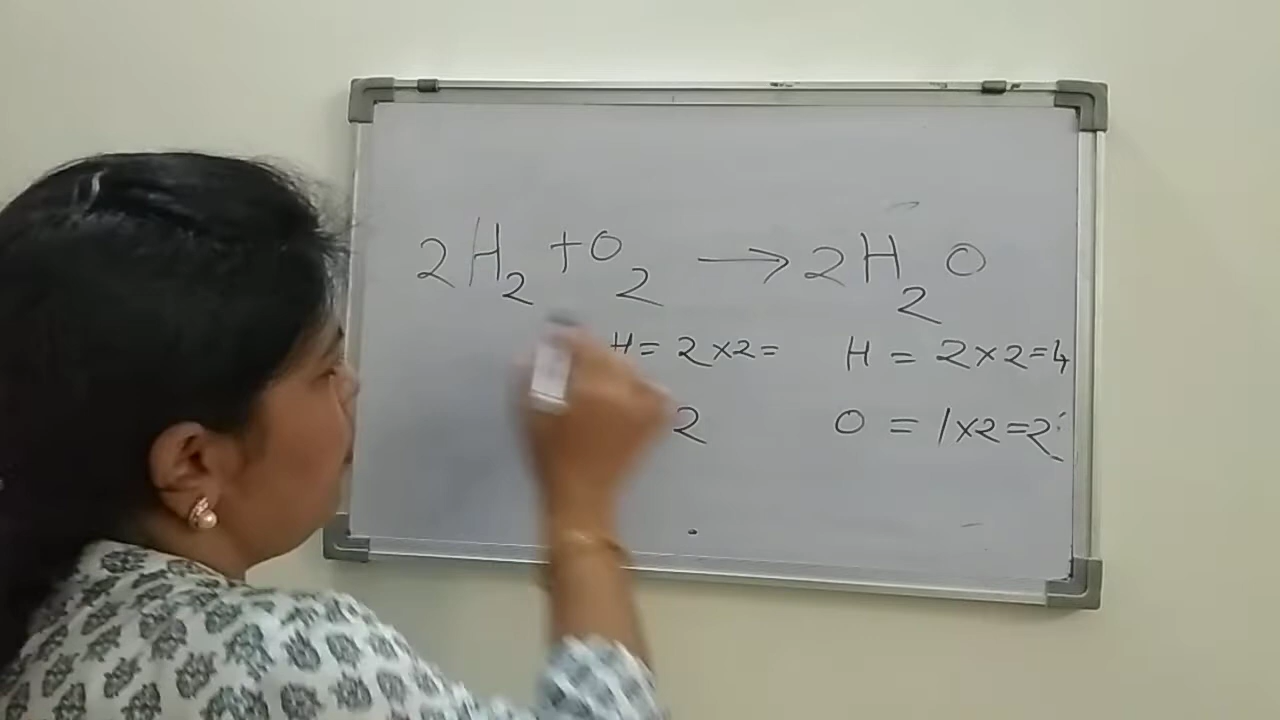 2H₂ + O₂ → 2H₂O
H = 2×2= H = 2×2=4
2 O = 1×2=2